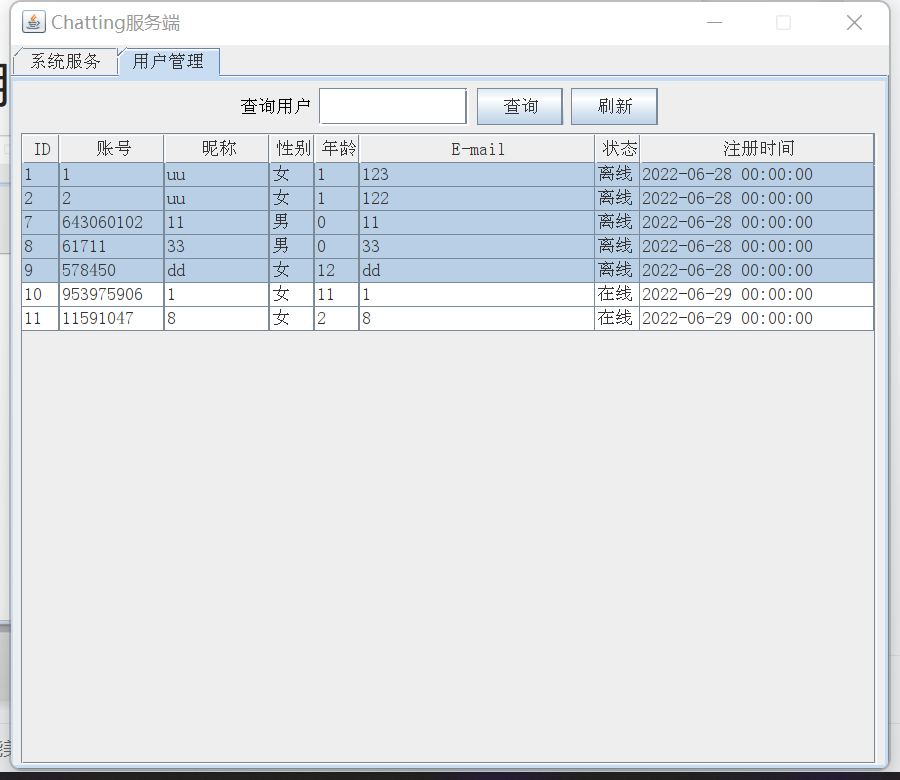 Chatting服务端
系统服务 用户管理
查询用户 查询 刷新
ID 账号 昵称 性别 年龄 E-mail 状态 注册时间
1 1 uu 女 1 123 离线 2022-06-28 00:00:00
2 2 uu 女 1 122 离线 2022-06-28 00:00:00
7 643060102 11 男 0 11 离线 2022-06-28 00:00:00
8 61711 33 男 0 33 离线 2022-06-28 00:00:00
9 578450 dd 女 12 dd 离线 2022-06-28 00:00:00
10 953975906 1 女 11 1 在线 2022-06-29 00:00:00
11 11591047 8 女 2 8 在线 2022-06-29 00:00:00